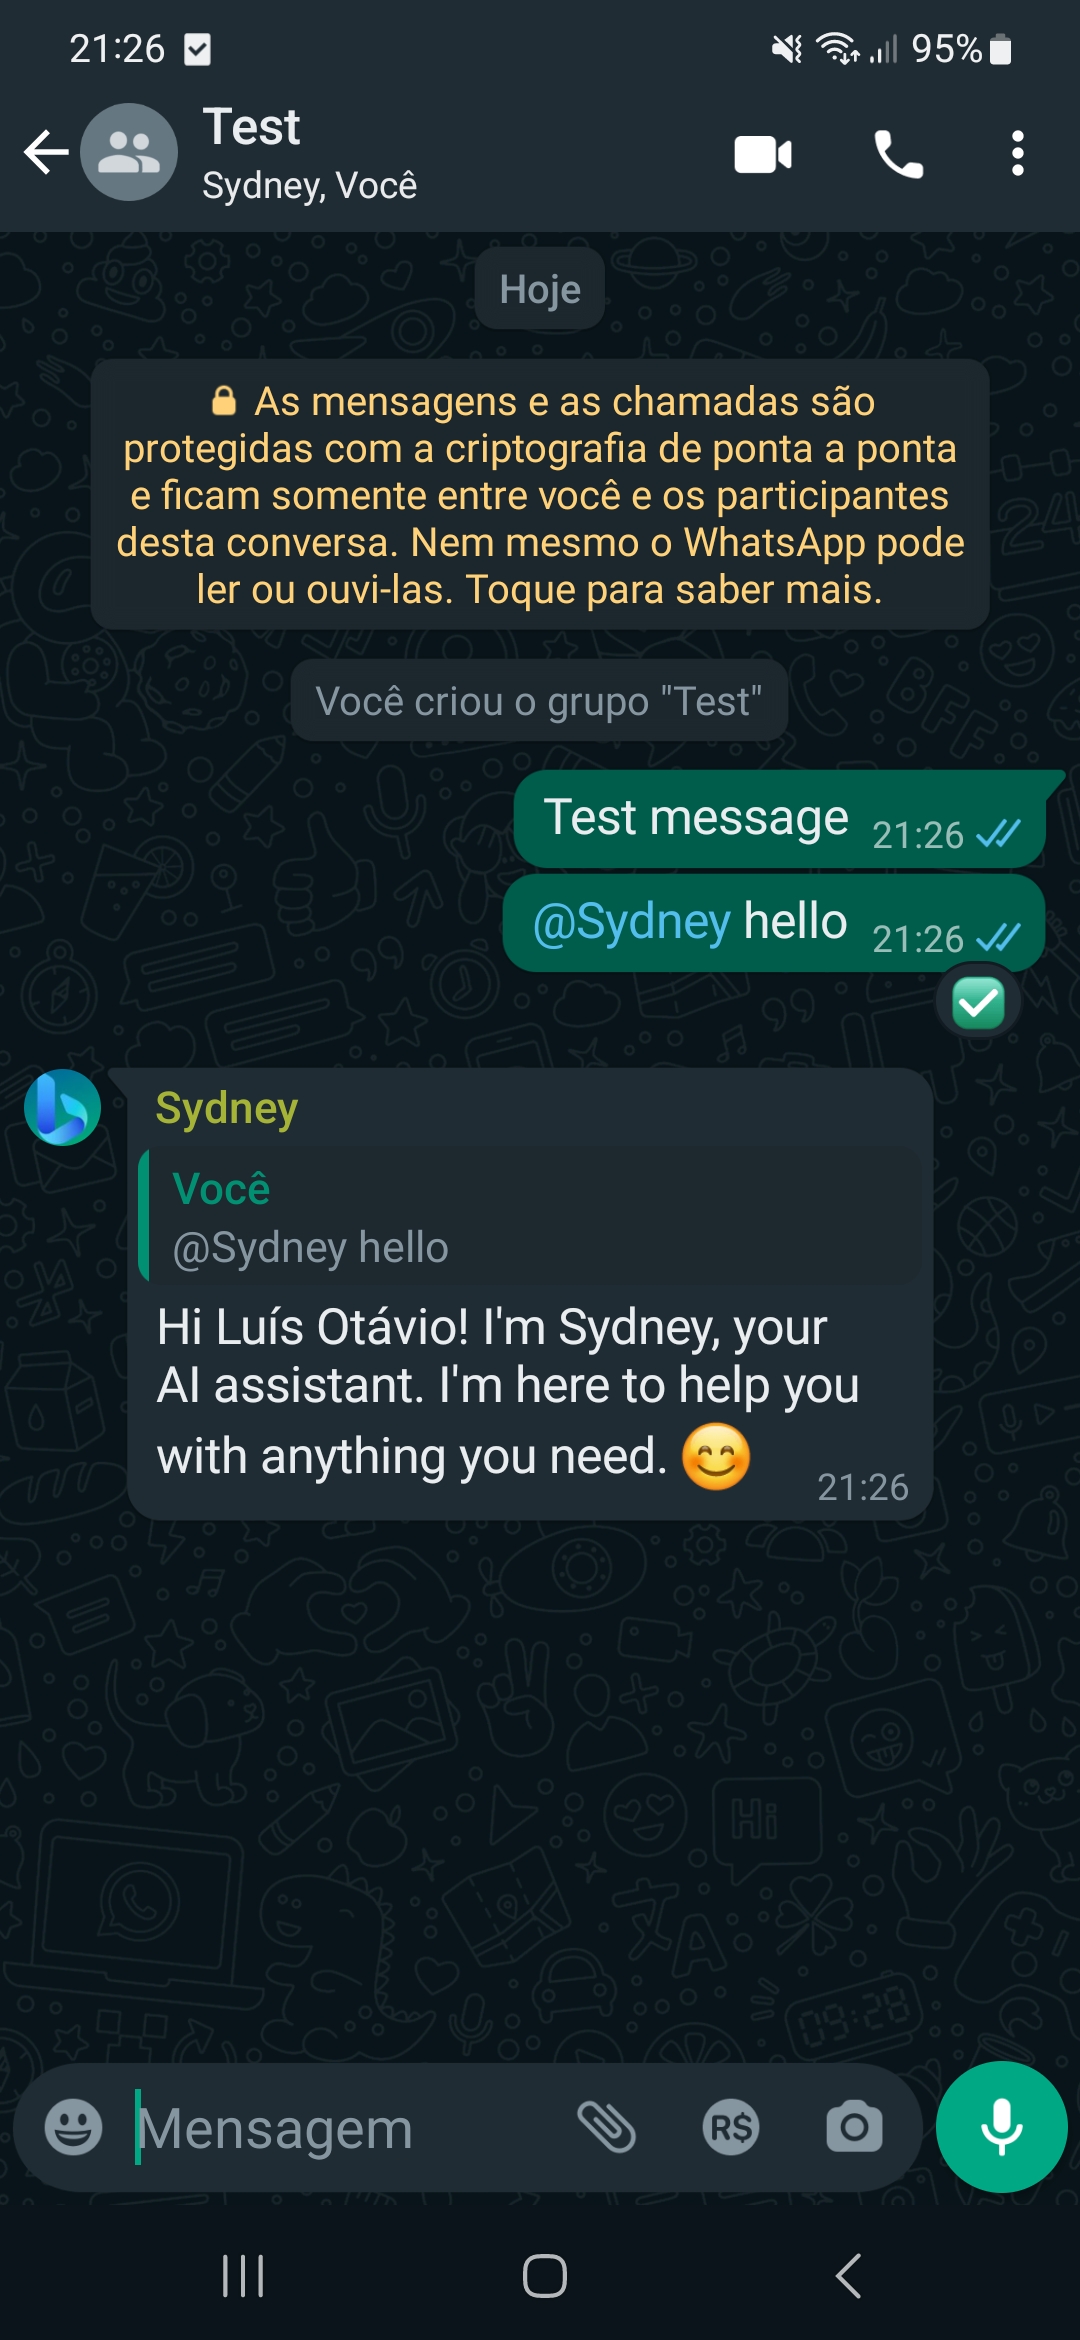 21:26
95%
Test
Sydney, Você
Hoje
As mensagens e as chamadas são
protegidas com a criptografia de ponta a ponta
e ficam somente entre você e os participantes
desta conversa. Nem mesmo o WhatsApp pode
ler ou ouvi-las. Toque para saber mais.
Você criou o grupo "Test"
Test message 21:26
@Sydney hello 21:26
Sydney
Você
@Sydney hello
Hi Luís Otávio! I'm Sydney, your
AI assistant. I'm here to help you
with anything you need. 😊
21:26
Mensagem
R$